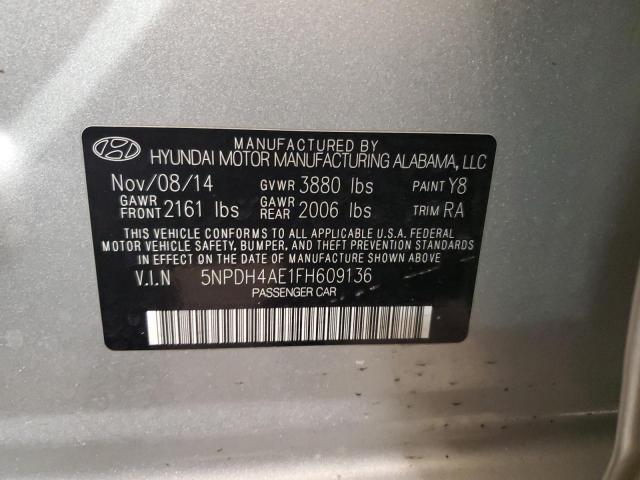 MANUFACTURED BY
HYUNDAI MOTOR MANUFACTURING ALABAMA, LLC
Nov/08/14 GVWR 3880 lbs PAINT Y8
GAWR FRONT 2161 lbs GAWR REAR 2006 lbs TRIM RA
THIS VEHICLE CONFORMS TO ALL APPLICABLE U.S.A. FEDERAL
MOTOR VEHICLE SAFETY, BUMPER, AND THEFT PREVENTION STANDARDS
IN EFFECT ON THE DATE OF MANUFACTURE SHOWN ABOVE.
V.I.N 5NPDH4AE1FH609136
PASSENGER CAR